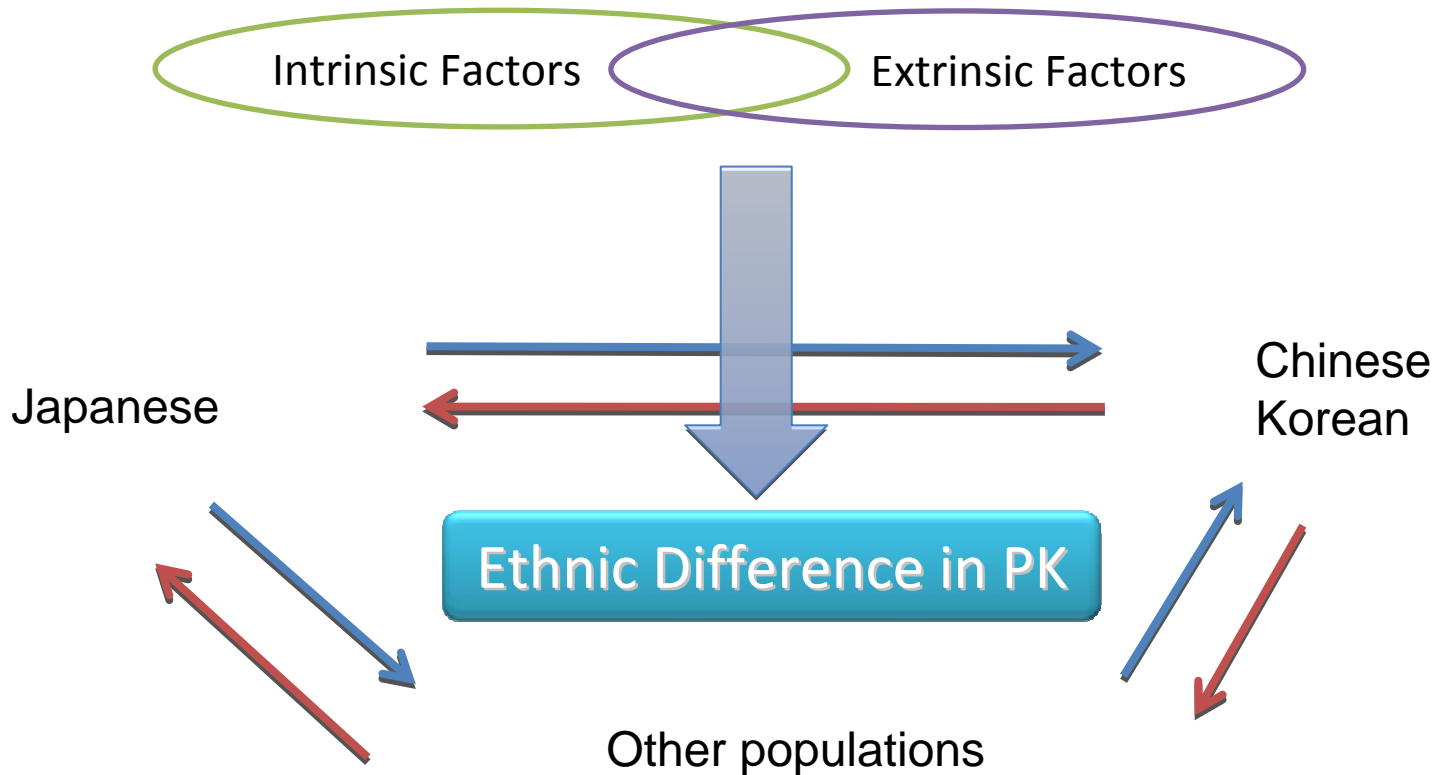 Intrinsic Factors
Extrinsic Factors
Japanese
Chinese
Korean
Ethnic Difference in PK
Other populations